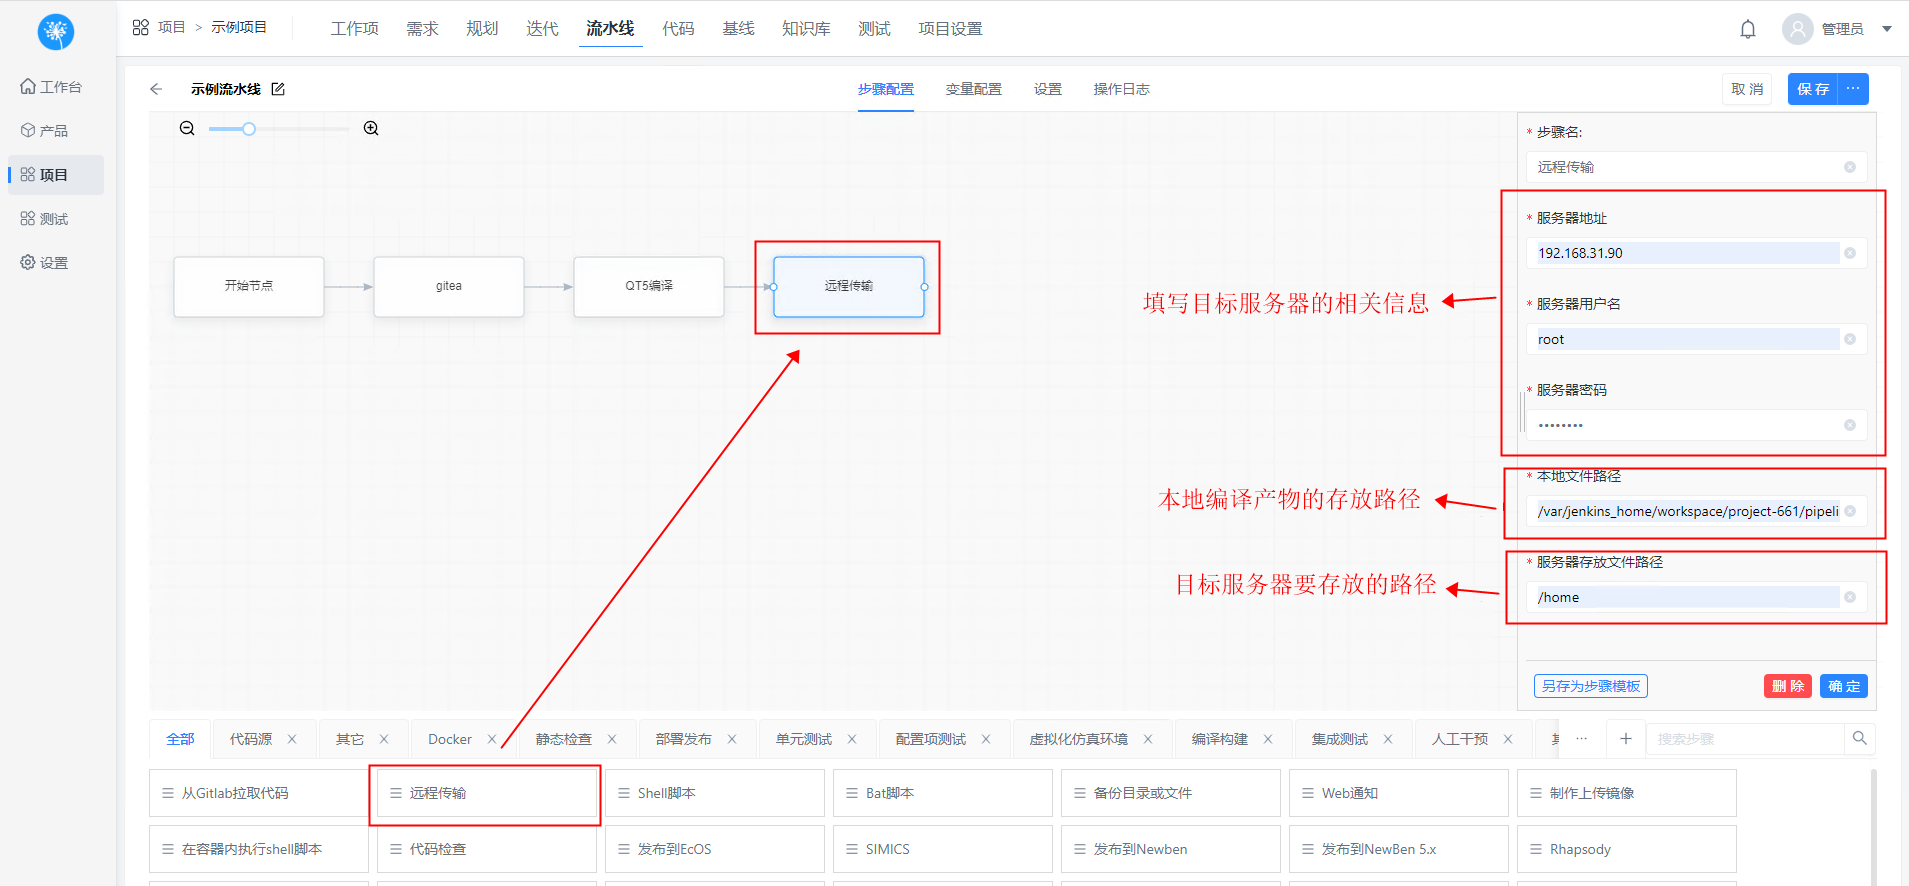 项目 > 示例项目
工作项 需求 规划 迭代 流水线 代码 基线 知识库 测试 项目设置
管理员
工作台
产品
项目
测试
设置
示例流水线
步骤配置 变量配置 设置 操作日志
取 消 保 存 ···
开始节点
gitea
QT5编译
远程传输
* 步骤名:
远程传输
* 服务器地址
192.168.31.90
* 服务器用户名
root
* 服务器密码
••••••••
* 本地文件路径
/var/jenkins_home/workspace/project-661/pipeli
* 服务器存放文件路径
/home
填写目标服务器的相关信息
本地编译产物的存放路径
目标服务器要存放的路径
另存为步骤模板 删 除 确 定
全部 代码源 其它 Docker 静态检查 部署发布 单元测试 配置项测试 虚拟化仿真环境 编译构建 集成测试 人工干预 ··· + 搜索步骤
从Gitlab拉取代码 远程传输 Shell脚本 Bat脚本 备份目录或文件 Web通知 制作上传镜像
在容器内执行shell脚本 代码检查 发布到EcOS SIMICS 发布到Newben 发布到NewBen 5.x Rhapsody